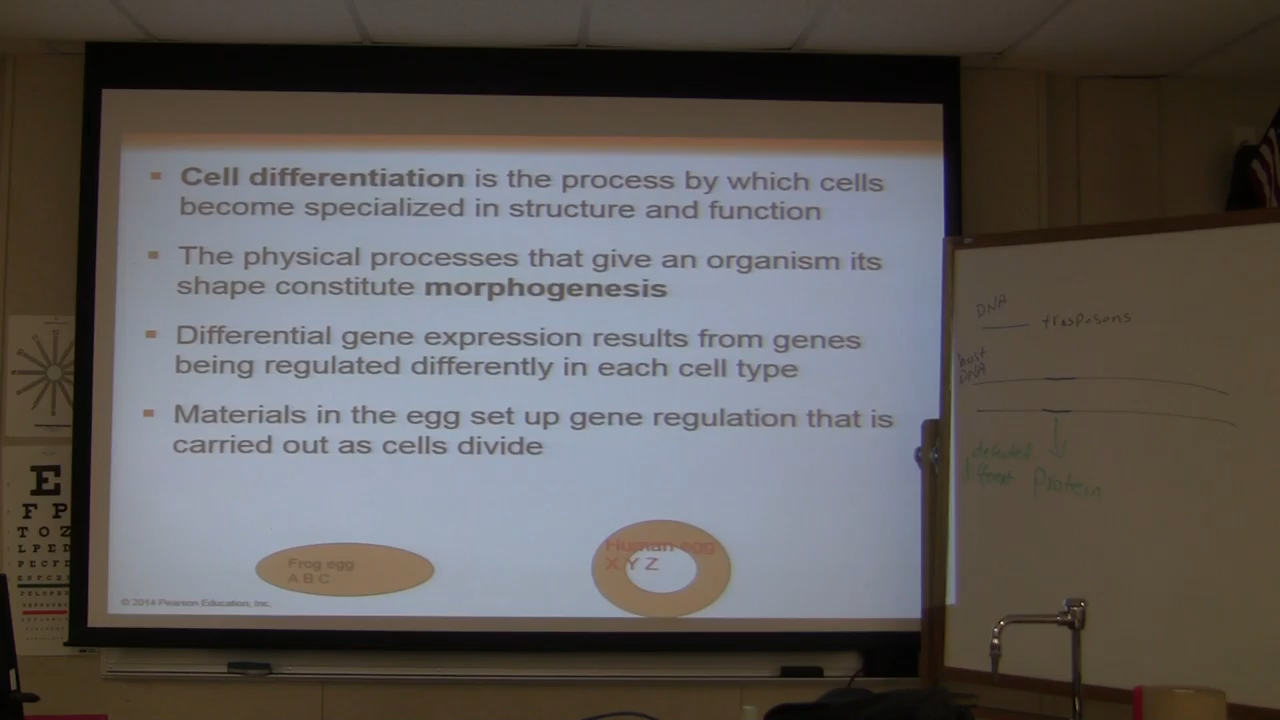 Cell differentiation is the process by which cells
become specialized in structure and function
The physical processes that give an organism its
shape constitute morphogenesis
Differential gene expression results from genes
being regulated differently in each cell type
Materials in the egg set up gene regulation that is
carried out as cells divide
Frog egg
A B C
Human egg
X Y Z
© 2014 Pearson Education, Inc.
DNA
trasposons
host
DNA
different Protein
E
F P
T O Z
L P E D
P E C F D